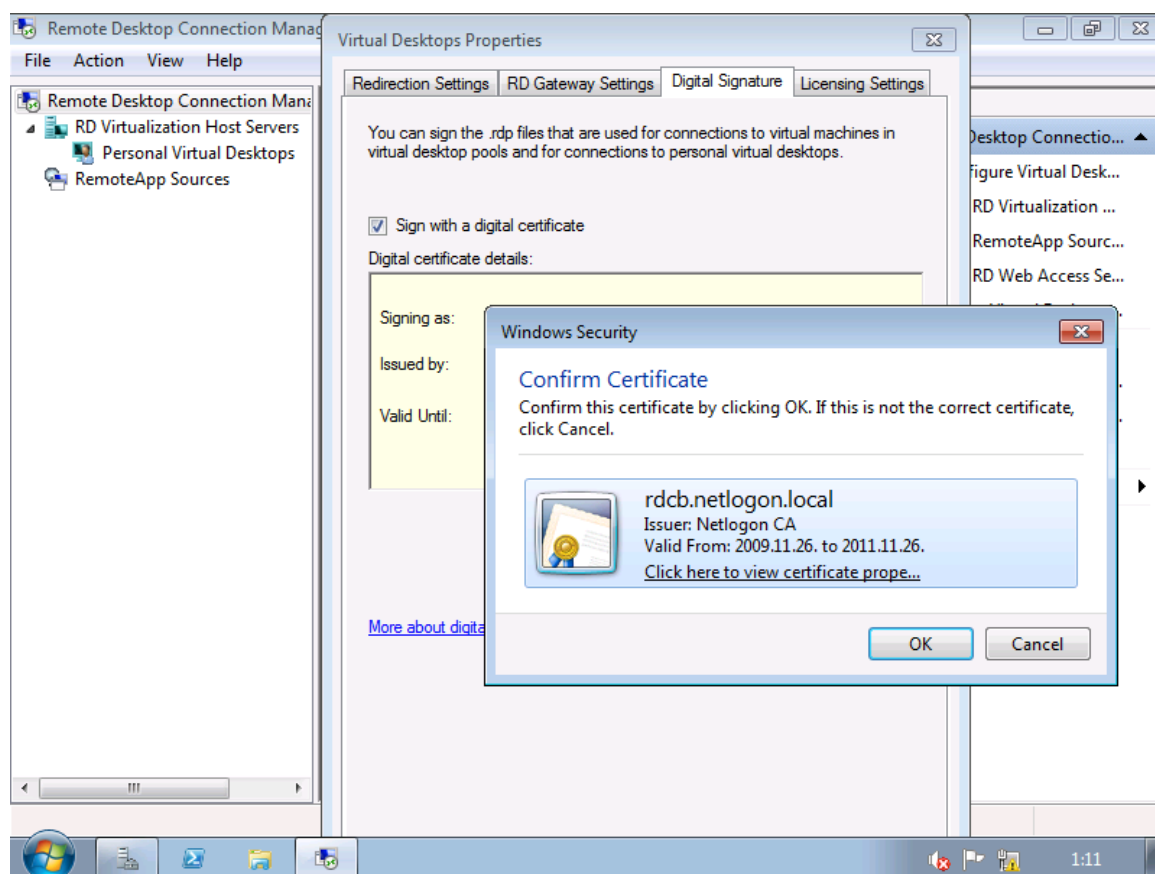 Remote Desktop Connection Manag
File Action View Help
Remote Desktop Connection Mana
RD Virtualization Host Servers
Personal Virtual Desktops
RemoteApp Sources
Virtual Desktops Properties
Redirection Settings
RD Gateway Settings
Digital Signature
Licensing Settings
You can sign the .rdp files that are used for connections to virtual machines in
virtual desktop pools and for connections to personal virtual desktops.
Sign with a digital certificate
Digital certificate details:
Signing as:
Issued by:
Valid Until:
More about digita
Windows Security
Confirm Certificate
Confirm this certificate by clicking OK. If this is not the correct certificate,
click Cancel.
rdcb.netlogon.local
Issuer: Netlogon CA
Valid From: 2009.11.26. to 2011.11.26.
Click here to view certificate prope...
OK
Cancel
Desktop Connectio...
figure Virtual Desk...
RD Virtualization ...
RemoteApp Sourc...
RD Web Access Se...
1:11